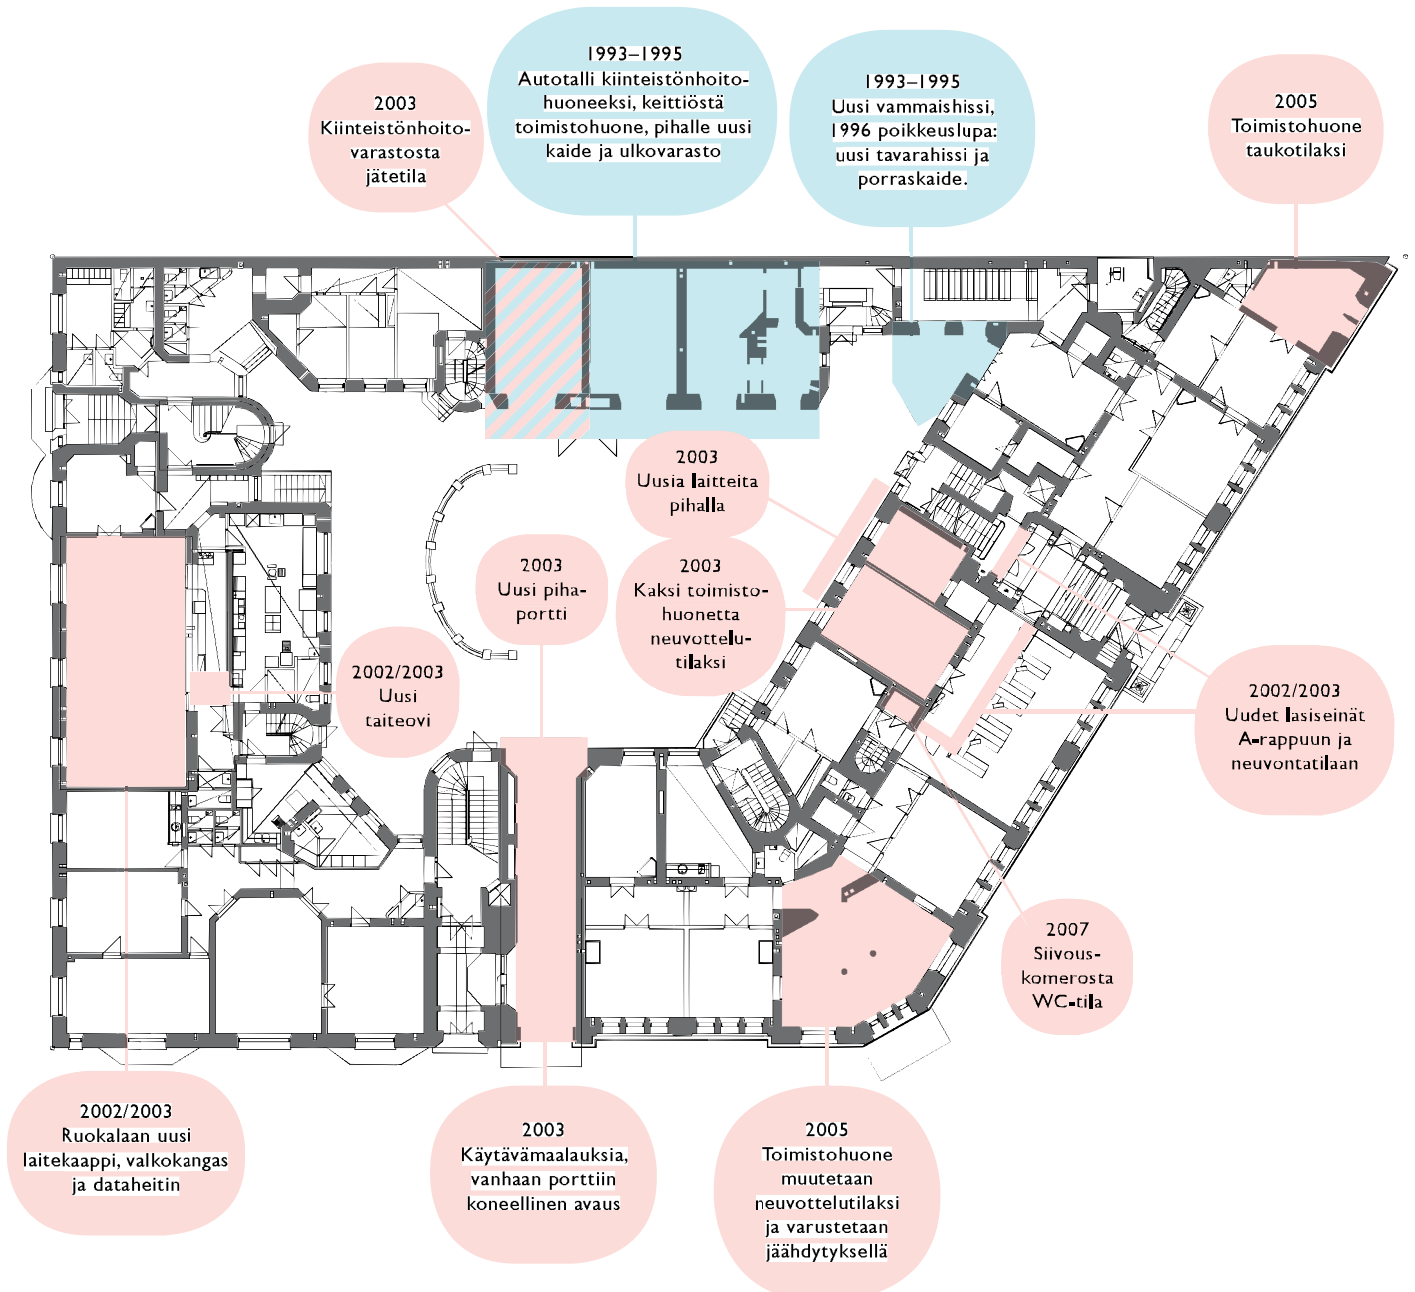 2003
Kiinteistönhoito-
varastosta
jätetila
1993–1995
Autotalli kiinteistönhoito-
huoneeksi, keittiöstä
toimistohuone, pihalle uusi
kaide ja ulkovarasto
1993–1995
Uusi vammaishissi,
1996 poikkeuslupa:
uusi tavarahissi ja
porraskaide.
2005
Toimistohuone
taukotilaksi
2003
Uusia laitteita
pihalla
2003
Uusi piha-
portti
2003
Kaksi toimisto-
huonetta
neuvottelu-
tilaksi
2002/2003
Uusi
taiteovi
2002/2003
Uudet lasiseinät
A-rappuun ja
neuvontatilaan
2007
Siivous-
komerosta
WC-tila
2002/2003
Ruokalaan uusi
laitekaappi, valkokangas
ja dataheitin
2003
Käytävämaalauksia,
vanhaan porttiin
koneellinen avaus
2005
Toimistohuone
muutetaan
neuvottelutilaksi
ja varustetaan
jäähdytyksellä